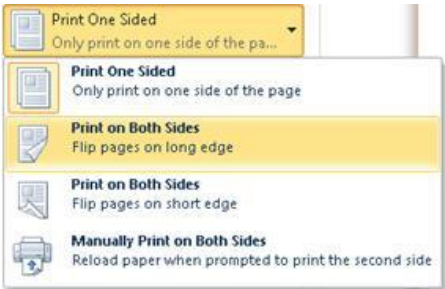 Print One Sided
Only print on one side of the pa...
Print One Sided
Only print on one side of the page
Print on Both Sides
Flip pages on long edge
Print on Both Sides
Flip pages on short edge
Manually Print on Both Sides
Reload paper when prompted to print the second side